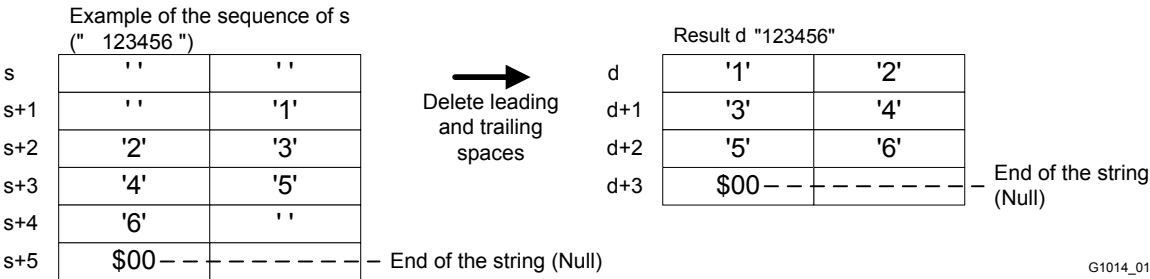 Example of the sequence of s
("   123456 ")
s ' ' ' '
s+1 ' ' '1'
s+2 '2' '3'
s+3 '4' '5'
s+4 '6' ' '
s+5 $00 End of the string (Null)
Delete leading
and trailing
spaces
Result d "123456"
d '1' '2'
d+1 '3' '4'
d+2 '5' '6'
d+3 $00 End of the string
(Null)
G1014_01